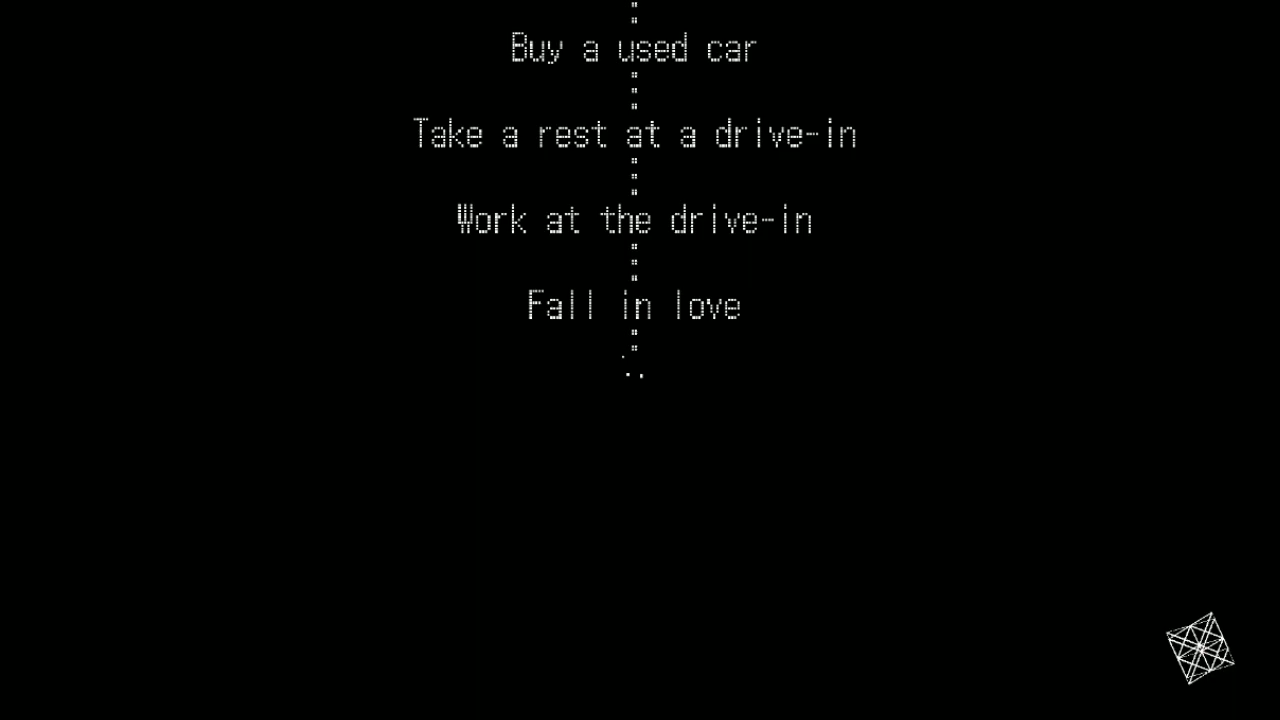 Buy a used car
Take a rest at a drive-in
Work at the drive-in
Fall in love